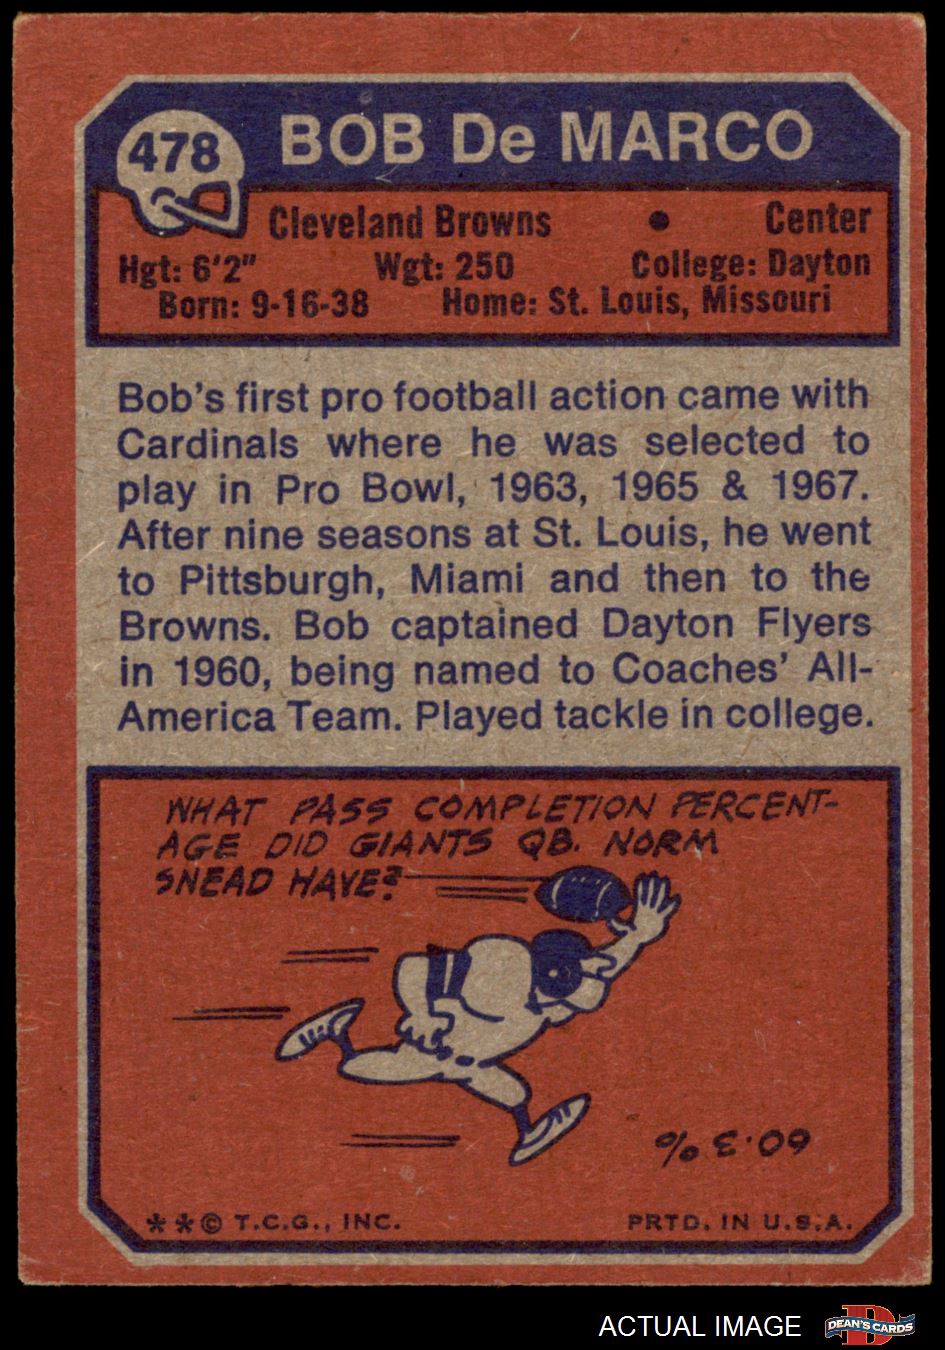 478
BOB De MARCO
Cleveland Browns • Center
Hgt: 6'2" Wgt: 250 College: Dayton
Born: 9-16-38 Home: St. Louis, Missouri
Bob's first pro football action came with
Cardinals where he was selected to
play in Pro Bowl, 1963, 1965 & 1967.
After nine seasons at St. Louis, he went
to Pittsburgh, Miami and then to the
Browns. Bob captained Dayton Flyers
in 1960, being named to Coaches' All-
America Team. Played tackle in college.
WHAT PASS COMPLETION PERCENT-
AGE DID GIANTS QB. NORM
SNEAD HAVE?
60.3 %
**© T.C.G., INC. PRTD. IN U.S.A.
ACTUAL IMAGE
DEAN'S CARDS